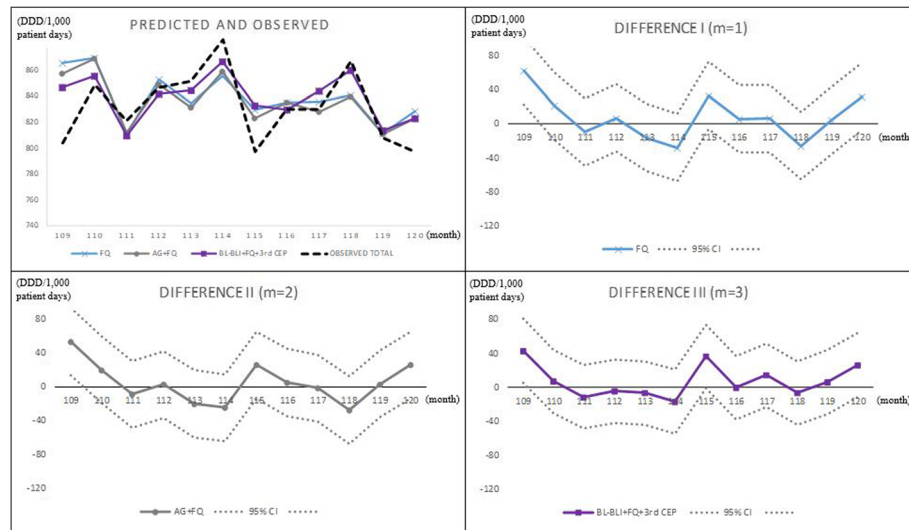 (DDD/1,000
patient days)
PREDICTED AND OBSERVED
860
840
820
800
780
760
740
109 110 111 112 113 114 115 116 117 118 119 120 (month)
FQ AG+FQ BL-BLI+FQ+3rd CEP OBSERVED TOTAL
(DDD/1,000
patient days)
DIFFERENCE I (m=1)
80
40
0
-40
-80
-120
109 110 111 112 113 114 115 116 117 118 119 120 (month)
FQ 95% CI
(DDD/1,000
patient days)
DIFFERENCE II (m=2)
80
40
0
-40
-80
-120
109 110 111 112 113 114 115 116 117 118 119 120 (month)
AG+FQ 95% CI
(DDD/1,000
patient days)
DIFFERENCE III (m=3)
80
40
0
-40
-80
-120
109 110 111 112 113 114 115 116 117 118 119 120 (month)
BL-BLI+FQ+3rd CEP 95% CI